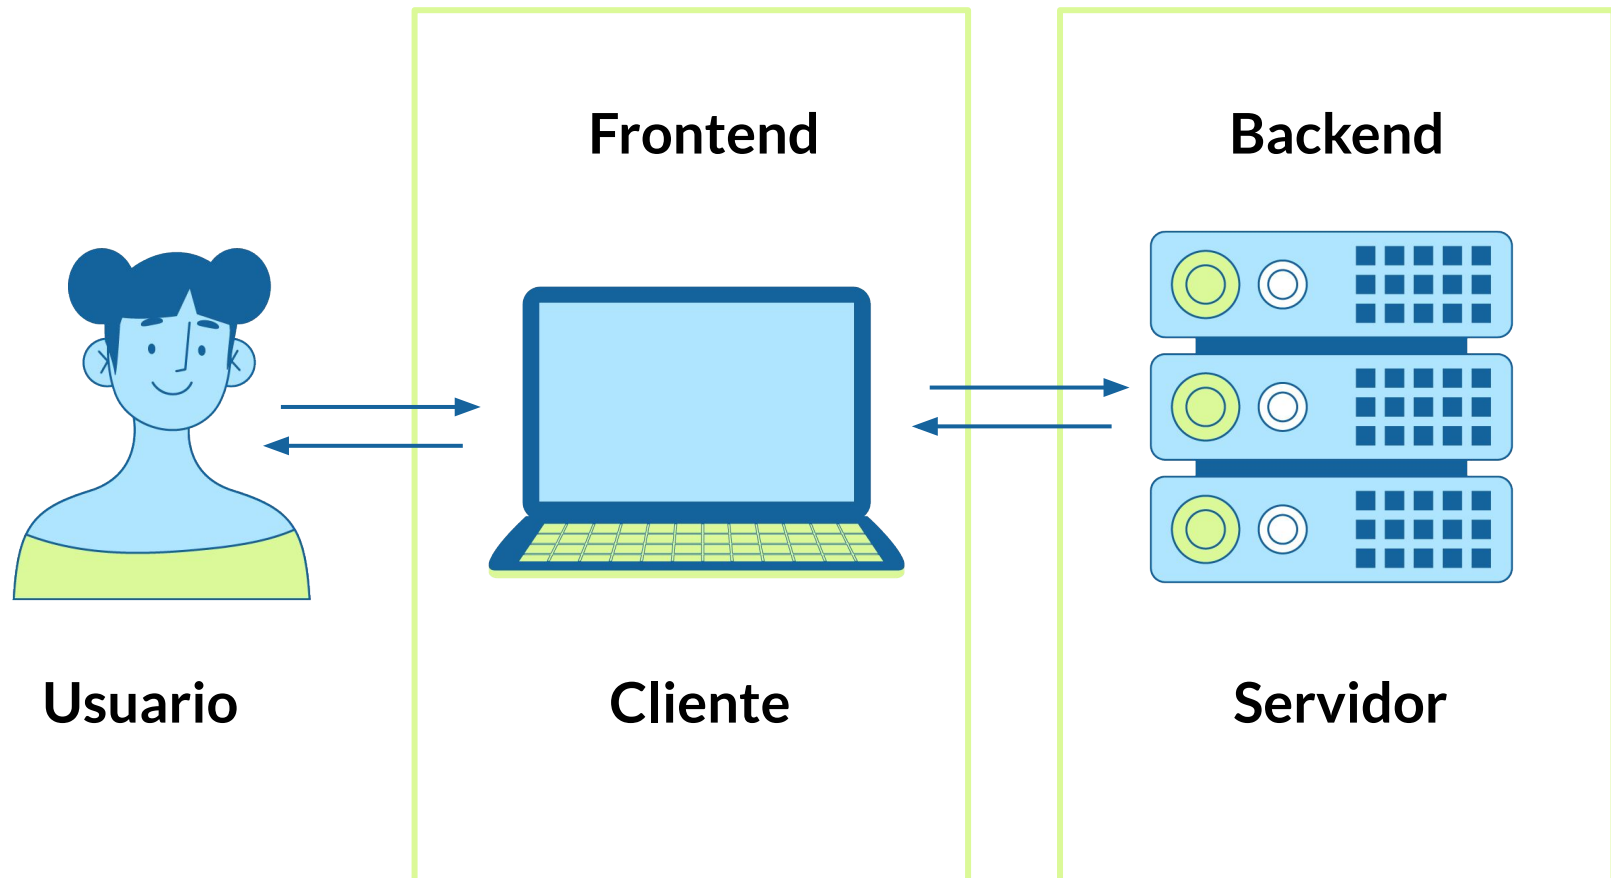 Frontend
Backend
Usuario
Cliente
Servidor